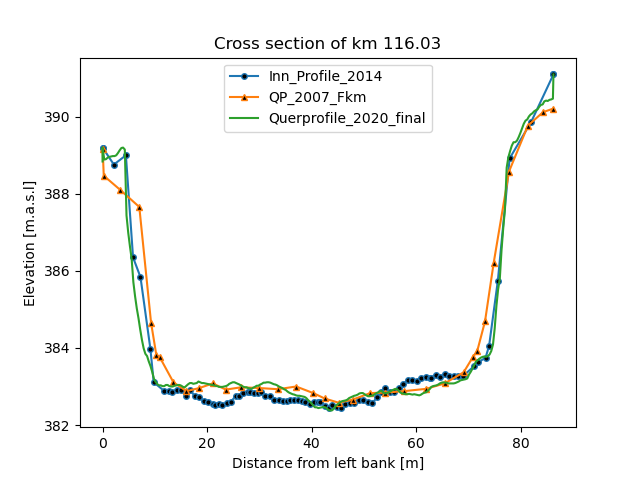 Cross section of km 116.03
Inn_Profile_2014
QP_2007_Fkm
Querprofile_2020_final
Elevation [m.a.s.l]
390
388
386
384
382
0 20 40 60 80
Distance from left bank [m]